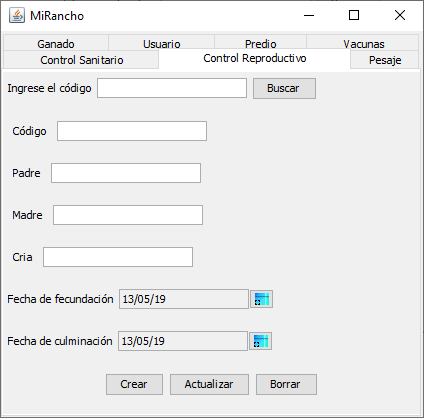 MiRancho
Ganado Usuario Predio Vacunas
Control Sanitario Control Reproductivo Pesaje
Ingrese el código Buscar
Código
Padre
Madre
Cria
Fecha de fecundación 13/05/19
Fecha de culminación 13/05/19
Crear Actualizar Borrar